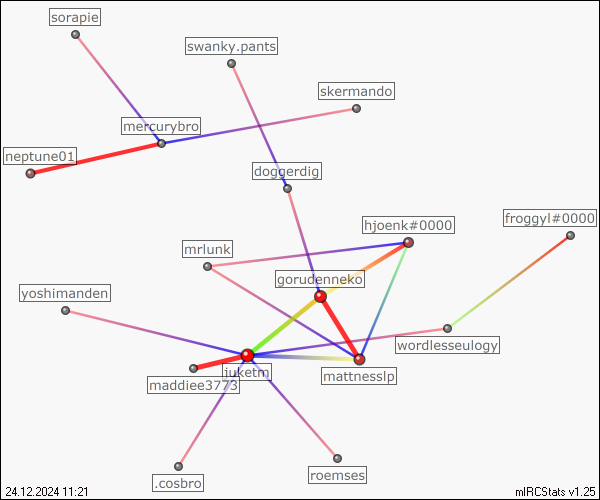 sorapie
swanky.pants
skermando
mercurybro
neptune01
doggerdig
froggyl#0000
hjoenk#0000
mrlunk
gorudenneko
yoshimanden
wordlesseulogy
juketm
mattnesslp
maddiee3773
roemses
.cosbro
24.12.2024 11:21
mIRCStats v1.25